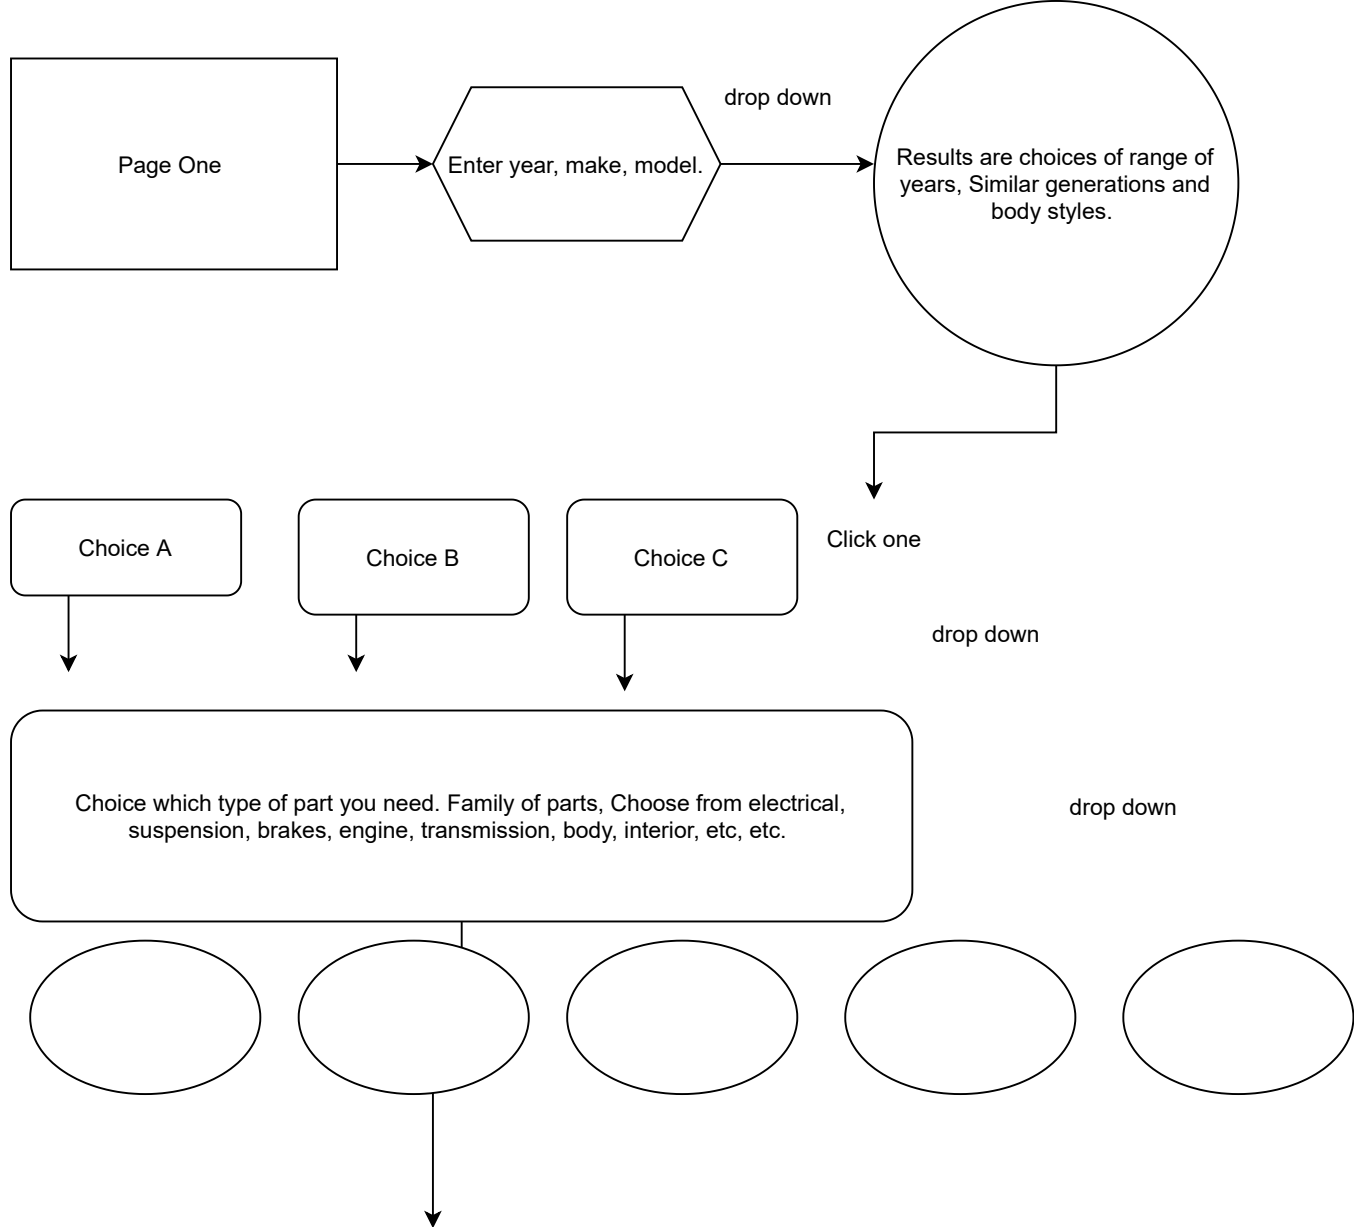 drop down
Page One
Enter year, make, model.
Results are choices of range of
years, Similar generations and
body styles.
Choice A
Choice B
Choice C
Click one
drop down
Choice which type of part you need. Family of parts, Choose from electrical,
suspension, brakes, engine, transmission, body, interior, etc, etc.
drop down